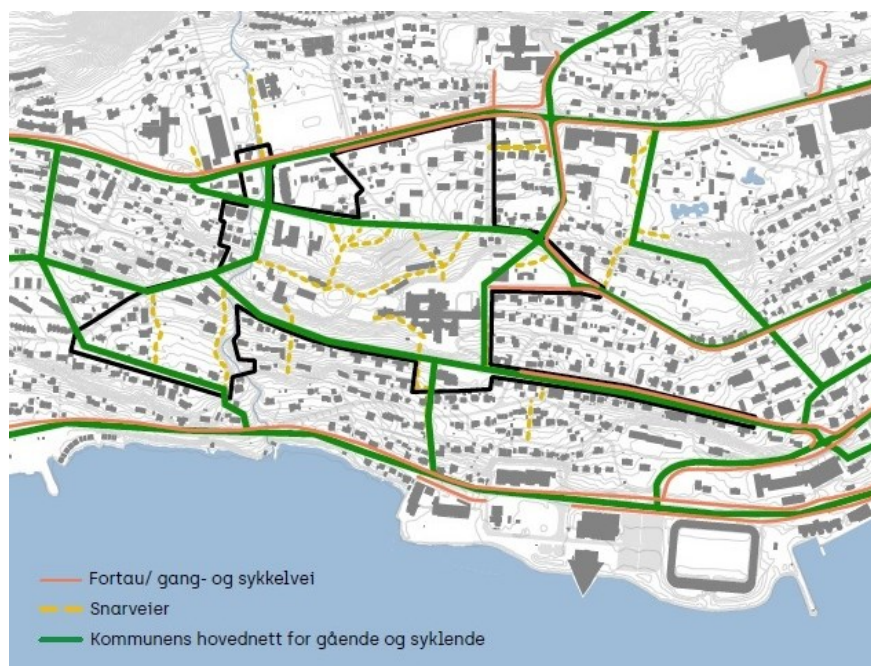 Fortau/ gang- og sykkelvei
Snarveier
Kommunens hovednett for gående og syklende